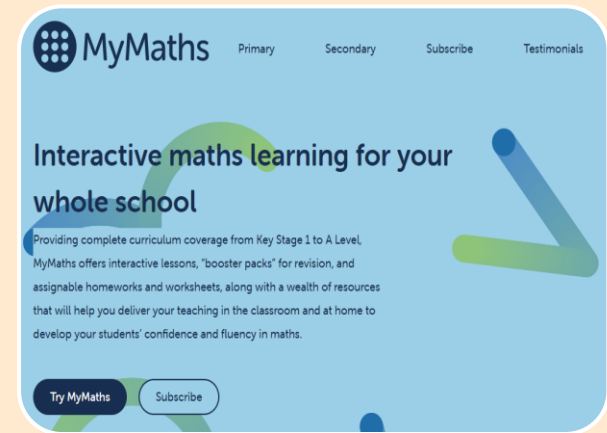 MyMaths Primary Secondary Subscribe Testimonials
Interactive maths learning for your
whole school
Providing complete curriculum coverage from Key Stage 1 to A Level,
MyMaths offers interactive lessons, "booster packs" for revision, and
assignable homeworks and worksheets, along with a wealth of resources
that will help you deliver your teaching in the classroom and at home to
develop your students' confidence and fluency in maths.
Try MyMaths Subscribe